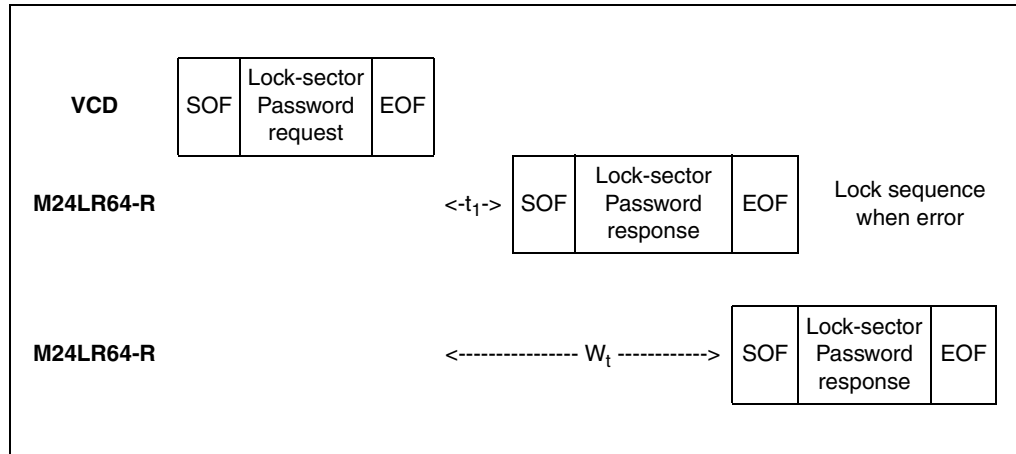 VCD
SOF
Lock-sector
Password
request
EOF
M24LR64-R
<-t1->
SOF
Lock-sector
Password
response
EOF
Lock sequence
when error
M24LR64-R
<---------------- Wt ------------>
SOF
Lock-sector
Password
response
EOF